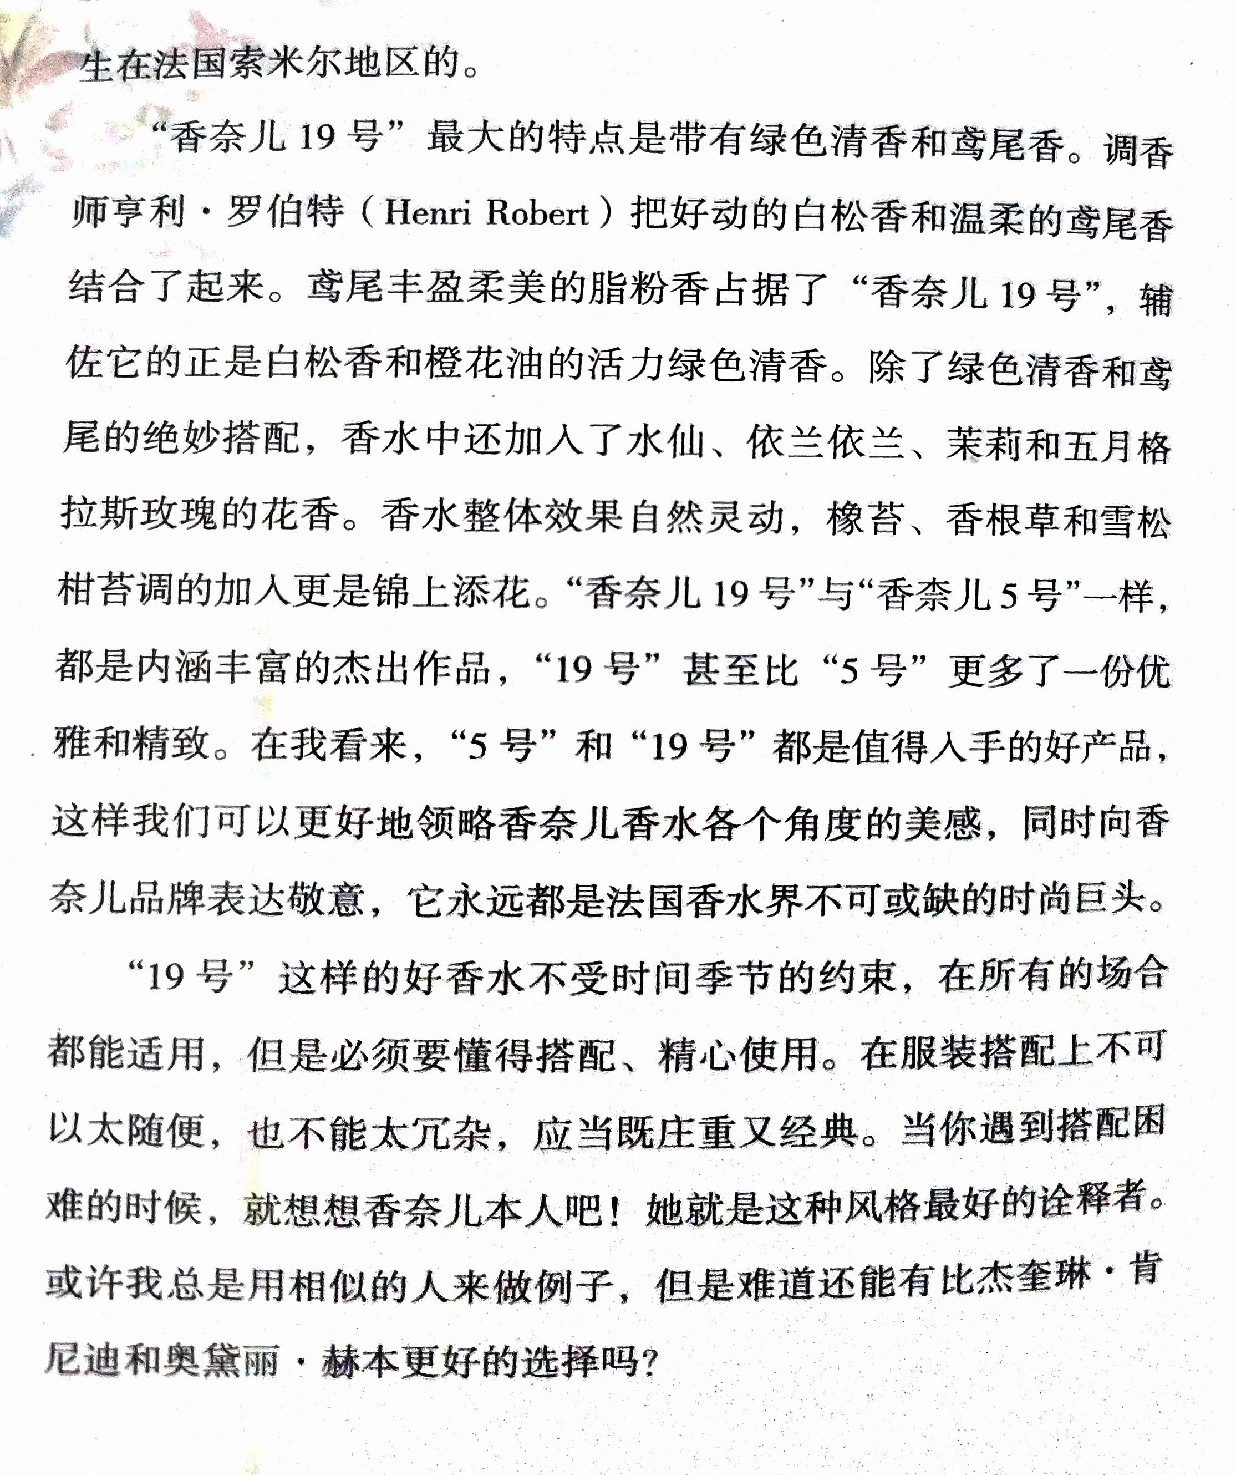 生在法国索米尔地区的。
“香奈儿 19 号” 最大的特点是带有绿色清香和鸢尾香。调香
师亨利·罗伯特（Henri Robert）把好动的白松香和温柔的鸢尾香
结合了起来。鸢尾丰盈柔美的脂粉香占据了 “香奈儿 19 号”，辅
佐它的正是白松香和橙花油的活力绿色清香。除了绿色清香和鸢
尾的绝妙搭配，香水中还加入了水仙、依兰依兰、茉莉和五月格
拉斯玫瑰的花香。香水整体效果自然灵动，橡苔、香根草和雪松
柑苔调的加入更是锦上添花。“香奈儿 19 号”与“香柰儿 5 号”一样，
都是内涵丰富的杰出作品，“19 号” 甚至比 “5 号” 更多了一份优
雅和精致。在我看来，“5 号” 和 “19 号” 都是值得入手的好产品，
这样我们可以更好地领略香奈儿香水各个角度的美感，同时向香
奈儿品牌表达敬意，它永远都是法国香水界不可或缺的时尚巨头。
“19 号” 这样的好香水不受时间季节的约束，在所有的场合
都能适用，但是必须要懂得搭配、精心使用。在服装搭配上不可
以太随便，也不能太冗杂，应当既庄重又经典。当你遇到搭配困
难的时候，就想想香奈儿本人吧！她就是这种风格最好的诠释者。
或许我总是用相似的人来做例子，但是难道还能有比杰奎琳·肯
尼迪和奥黛丽·赫本更好的选择吗？